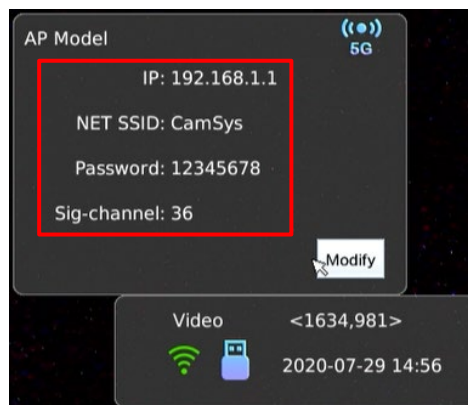 AP Model
5G
IP: 192.168.1.1
NET SSID: CamSys
Password: 12345678
Sig-channel: 36
Modify
Video <1634,981>
2020-07-29 14:56